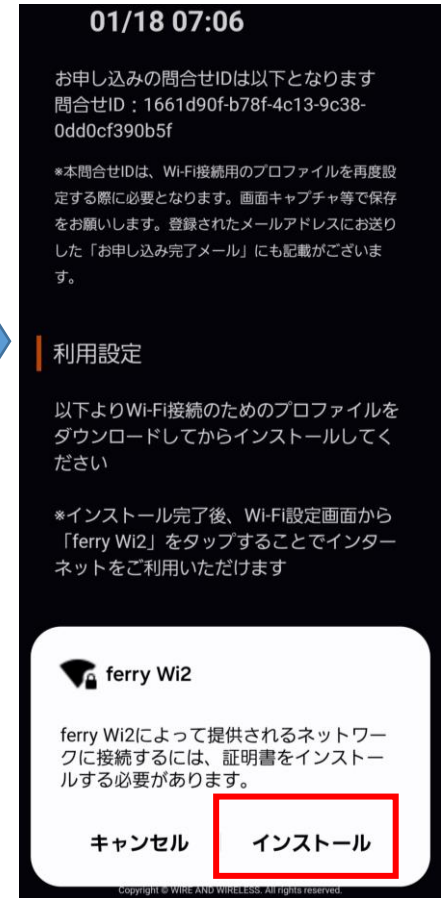 01/18 07:06
お申し込みの問合せIDは以下となります
問合せID：1661d90f-b78f-4c13-9c38-
0dd0cf390b5f
*本問合せIDは、Wi-Fi接続用のプロファイルを再度設
定する際に必要となります。画面キャプチャ等で保存
をお願いします。登録されたメールアドレスにお送り
した「お申し込み完了メール」にも記載がございま
す。
利用設定
以下よりWi-Fi接続のためのプロファイルを
ダウンロードしてからインストールしてく
ださい
*インストール完了後、Wi-Fi設定画面から
「ferry Wi2」をタップすることでインター
ネットをご利用いただけます
ferry Wi2
ferry Wi2によって提供されるネットワー
クに接続するには、証明書をインストー
ルする必要があります。
キャンセル インストール
Copyright © WIRE AND WIRELESS. All rights reserved.